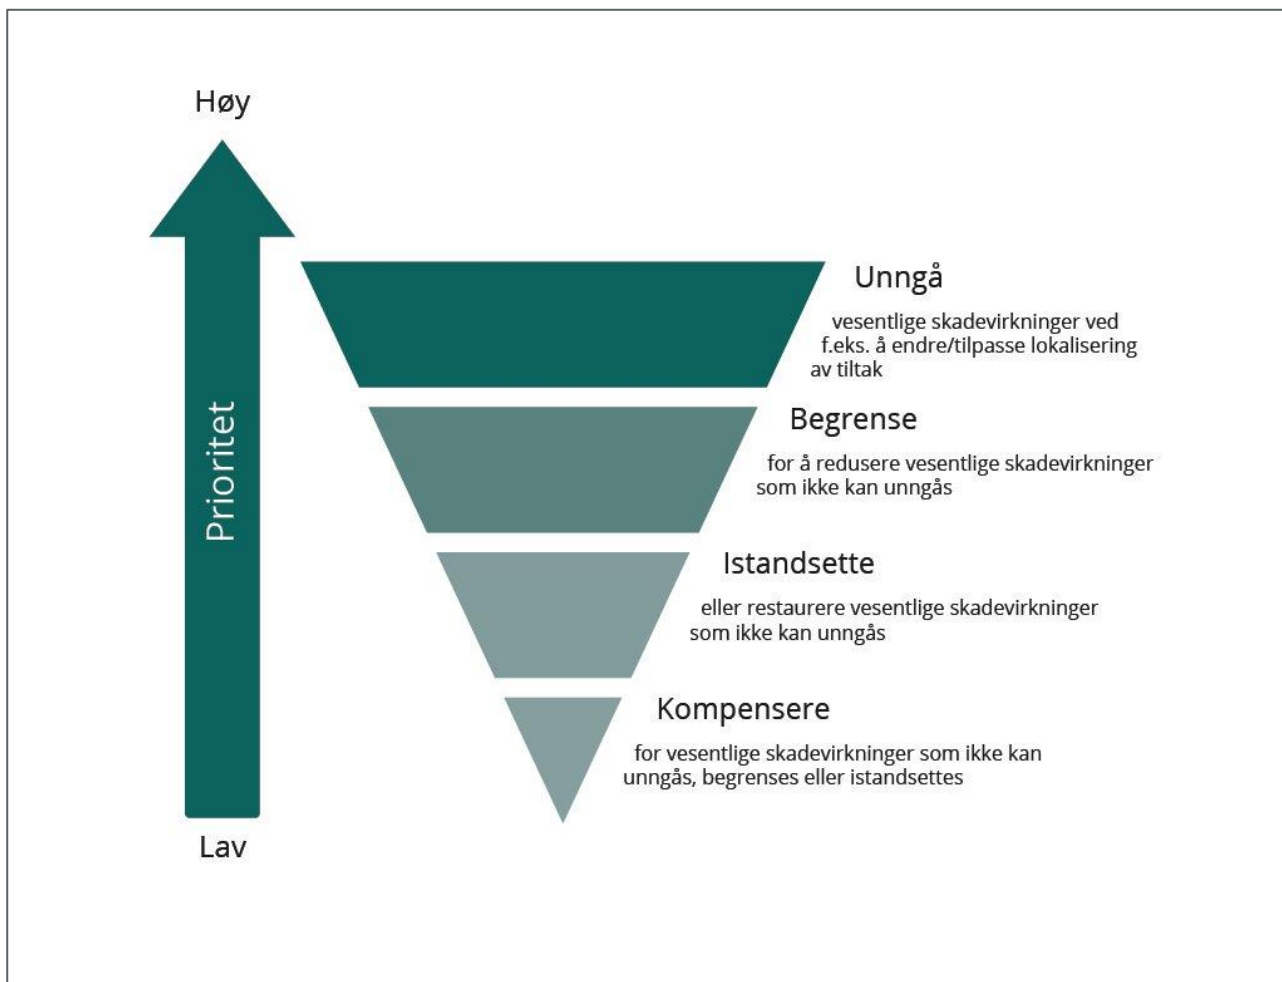 Høy
Prioritet
Lav
Unngå
vesentlige skadevirkninger ved
f.eks. å endre/tilpasse lokalisering
av tiltak
Begrense
for å redusere vesentlige skadevirkninger
som ikke kan unngås
Istandsette
eller restaurere vesentlige skadevirkninger
som ikke kan unngås
Kompensere
for vesentlige skadevirkninger som ikke kan
unngås, begrenses eller istandsettes